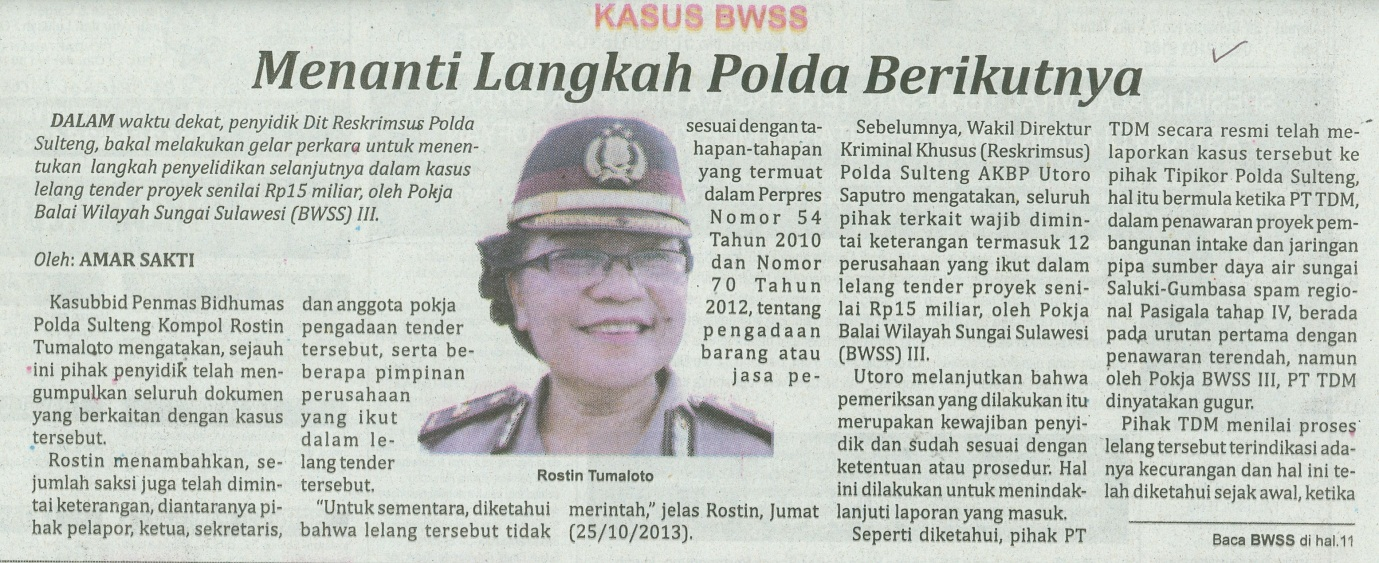 KASUS BWSS
Menanti Langkah Polda Berikutnya
DALAM waktu dekat, penyidik Dit Reskrimsus Polda
Sulteng, bakal melakukan gelar perkara untuk menen-
tukan langkah penyelidikan selanjutnya dalam kasus
lelang tender proyek senilai Rp15 miliar, oleh Pokja
Balai Wilayah Sungai Sulawesi (BWSS) III.
Oleh: AMAR SAKTI
Kasubbid Penmas Bidhumas
Polda Sulteng Kompol Rostin
Tumaloto mengatakan, sejauh
ini pihak penyidik telah men-
gumpulkan seluruh dokumen
yang berkaitan dengan kasus
tersebut.
Rostin menambahkan, se-
jumlah saksi juga telah dimin-
tai keterangan, diantaranya pi-
hak pelapor, ketua, sekretaris,
dan anggota pokja
pengadaan tender
tersebut, serta be-
berapa pimpinan
perusahaan
yang ikut
dalam le-
lang tender
tersebut.
"Untuk sementara, diketahui
bahwa lelang tersebut tidak
sesuai dengan ta-
hapan-tahapan
yang termuat
dalam Perpres
Nomor 54
Tahun 2010
dan Nomor
70 Tahun
2012, tentang
pengadaan
barang atau
jasa pe-
Rostin Tumaloto
merintah," jelas Rostin, Jumat
(25/10/2013).
Sebelumnya, Wakil Direktur
Kriminal Khusus (Reskrimsus)
Polda Sulteng AKBP Utoro
Saputro mengatakan, seluruh
pihak terkait wajib dimin-
tai keterangan termasuk 12
perusahaan yang ikut dalam
lelang tender proyek seni-
lai Rp15 miliar, oleh Pokja
Balai Wilayah Sungai Sulawesi
(BWSS) III.
Utoro melanjutkan bahwa
pemeriksan yang dilakukan itu
merupakan kewajiban penyi-
dik dan sudah sesuai dengan
ketentuan atau prosedur. Hal
ini dilakukan untuk menindak-
lanjuti laporan yang masuk.
Seperti diketahui, pihak PT
TDM secara resmi telah me-
laporkan kasus tersebut ke
pihak Tipikor Polda Sulteng,
hal itu bermula ketika PT TDM,
dalam penawaran proyek pem-
bangunan intake dan jaringan
pipa sumber daya air sungai
Saluki-Gumbasa spam regio-
nal Pasigala tahap IV, berada
pada urutan pertama dengan
penawaran terendah, namun
oleh Pokja BWSS III, PT TDM
dinyatakan gugur.
Pihak TDM menilai proses
lelang tersebut terindikasi ada-
nya kecurangan dan hal ini te-
lah diketahui sejak awal, ketika
Baca BWSS di hal.11